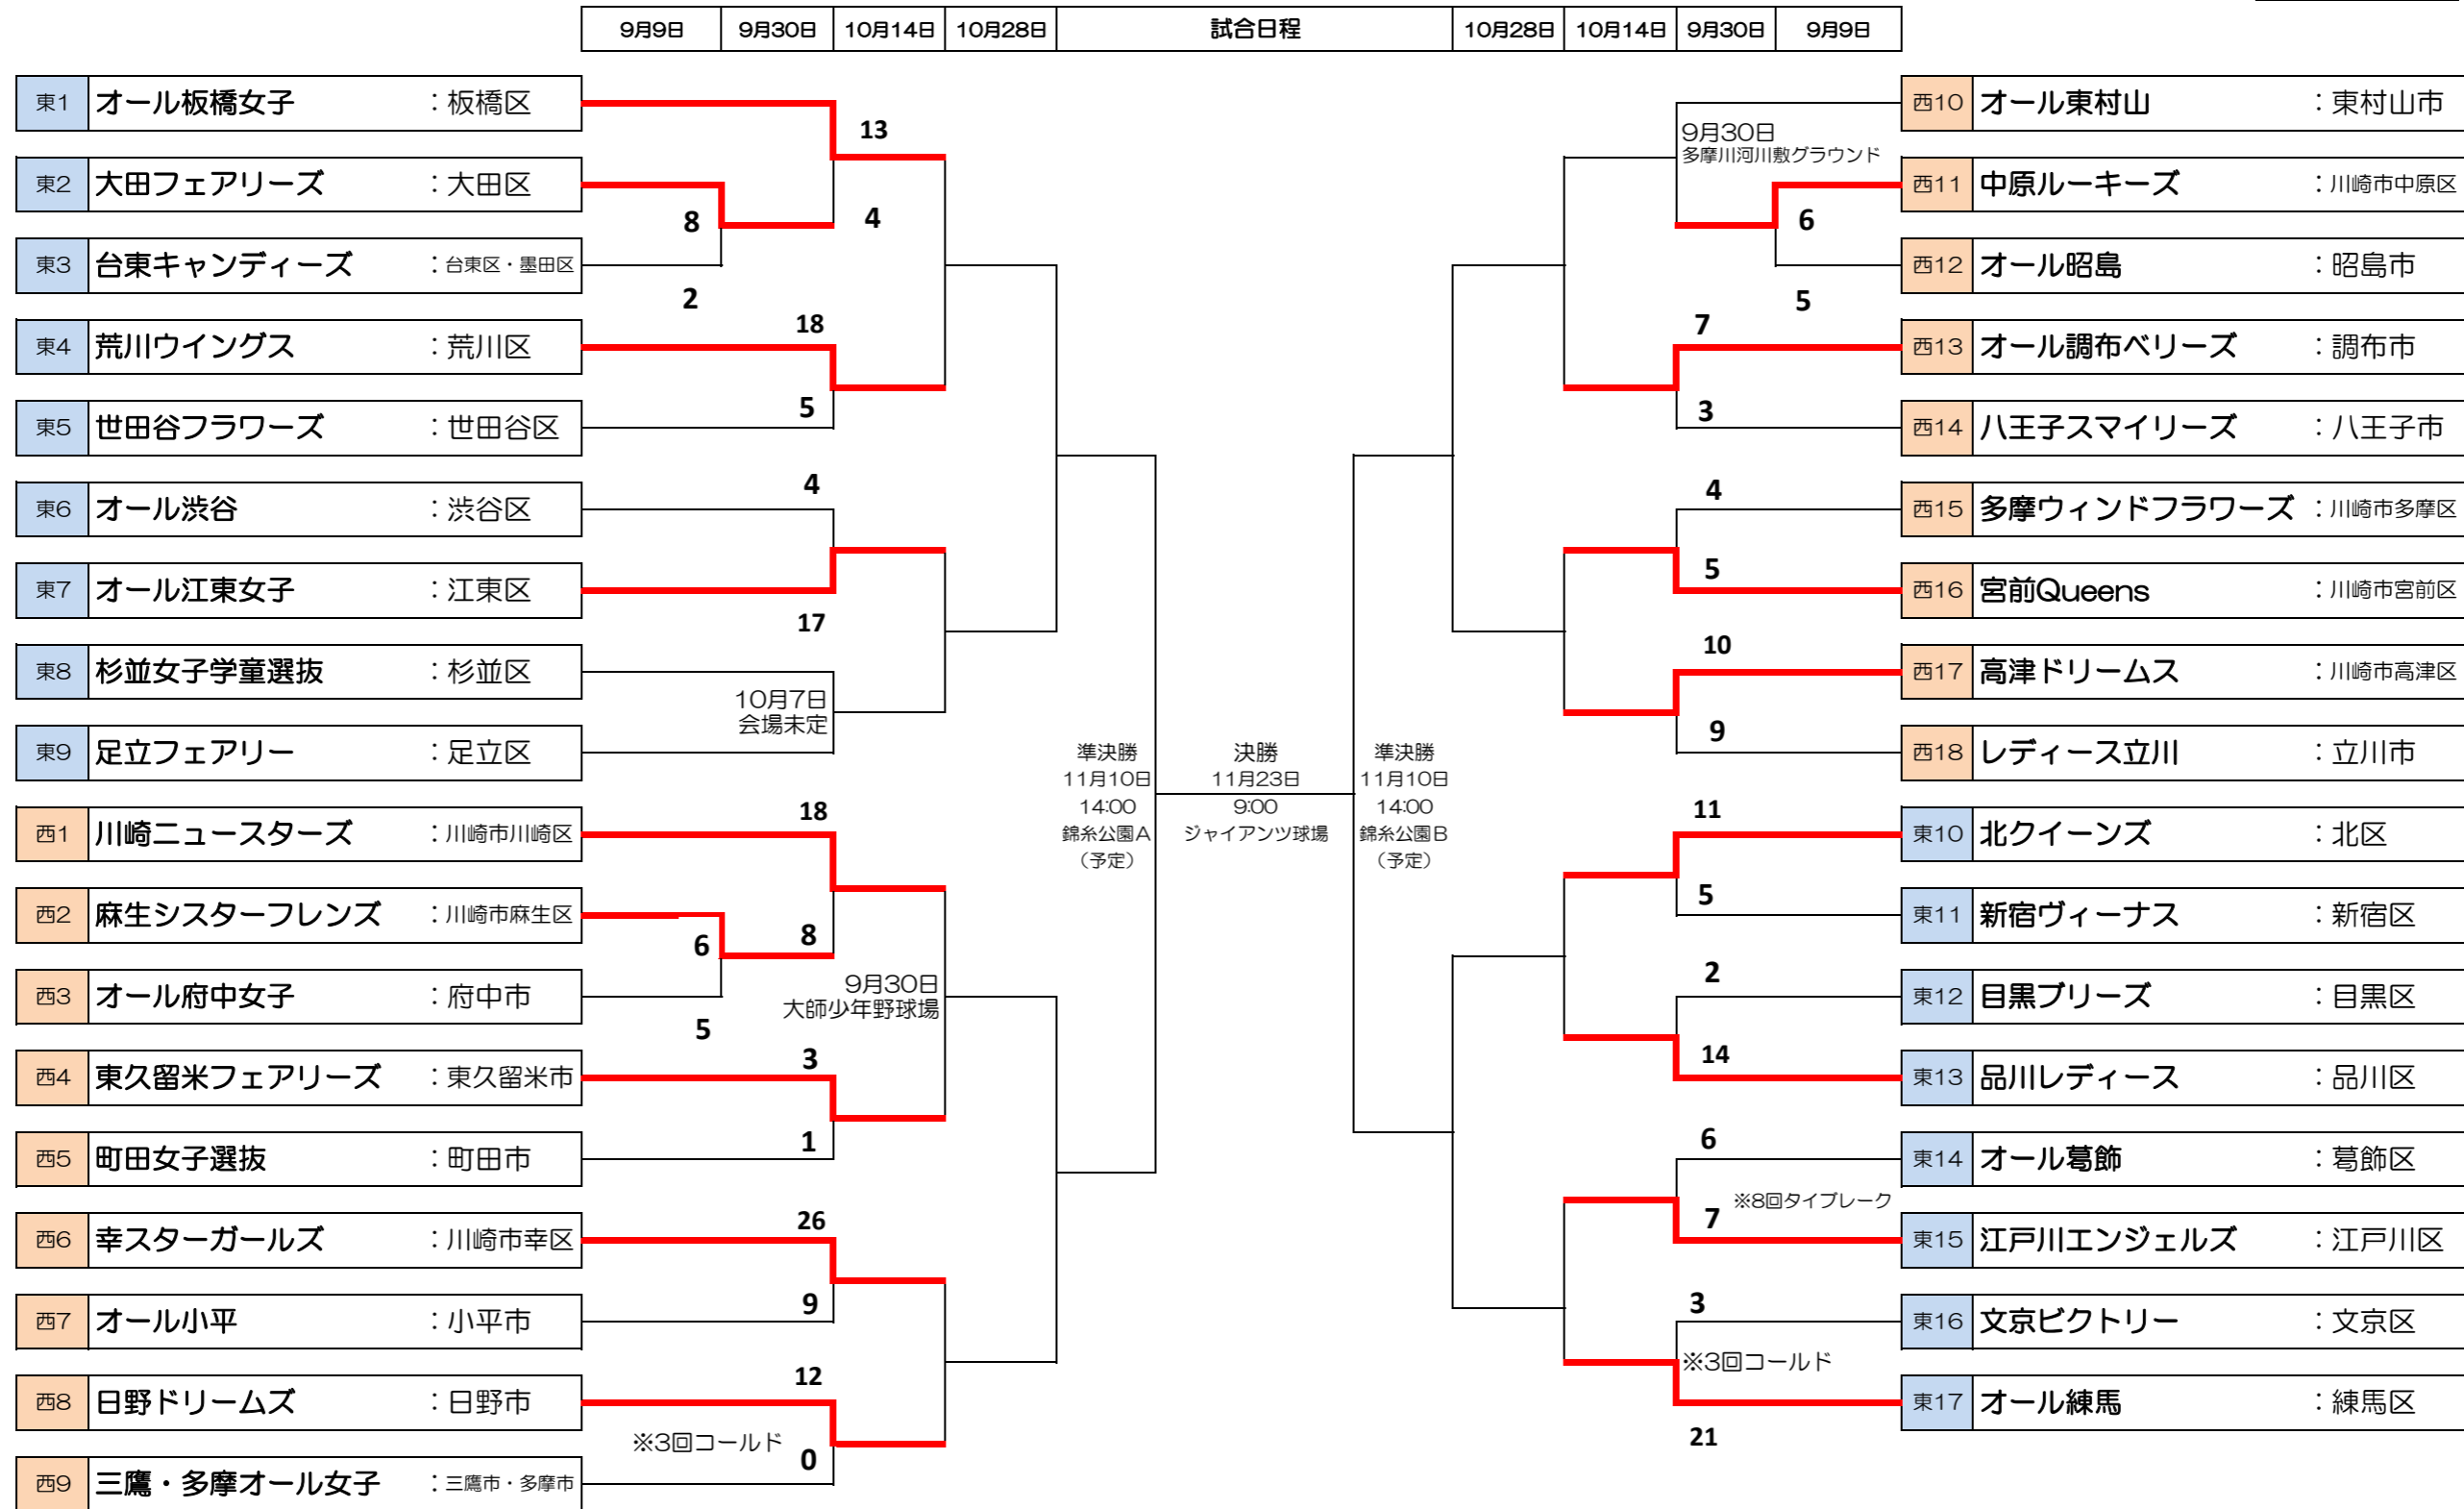 9月9日 9月30日 10月14日 10月28日 試合日程 10月28日 10月14日 9月30日 9月9日
東1 オール板橋女子 :板橋区
13
東2 大田フェアリーズ :大田区
8
4
東3 台東キャンディーズ :台東区・墨田区
2
18
東4 荒川ウイングス :荒川区
5
東5 世田谷フラワーズ :世田谷区
4
東6 オール渋谷 :渋谷区
東7 オール江東女子 :江東区
17
東8 杉並女子学童選抜 :杉並区
10月7日
会場未定
東9 足立フェアリー :足立区
18
西1 川崎ニュースターズ :川崎市川崎区
西2 麻生シスターフレンズ :川崎市麻生区
6
8
西3 オール府中女子 :府中市
9月30日
大師少年野球場
5
3
西4 東久留米フェアリーズ :東久留米市
1
西5 町田女子選抜 :町田市
26
西6 幸スターガールズ :川崎市幸区
9
西7 オール小平 :小平市
12
西8 日野ドリームズ :日野市
※3回コールド
0
西9 三鷹・多摩オール女子 :三鷹市・多摩市
準決勝
11月10日
14:00
錦糸公園A
(予定)
決勝
11月23日
9:00
ジャイアンツ球場
準決勝
11月10日
14:00
錦糸公園B
(予定)
西10 オール東村山 :東村山市
9月30日
多摩川河川敷グラウンド
西11 中原ルーキーズ :川崎市中原区
6
西12 オール昭島 :昭島市
5
7
西13 オール調布ベリーズ :調布市
3
西14 八王子スマイリーズ :八王子市
4
西15 多摩ウィンドフラワーズ :川崎市多摩区
5
西16 宮前Queens :川崎市宮前区
10
西17 高津ドリームス :川崎市高津区
9
西18 レディース立川 :立川市
11
東10 北クイーンズ :北区
5
東11 新宿ヴィーナス :新宿区
2
東12 目黒ブリーズ :目黒区
14
東13 品川レディース :品川区
6
東14 オール葛飾 :葛飾区
※8回タイブレーク
7
東15 江戸川エンジェルズ :江戸川区
3
東16 文京ビクトリー :文京区
※3回コールド
東17 オール練馬 :練馬区
21